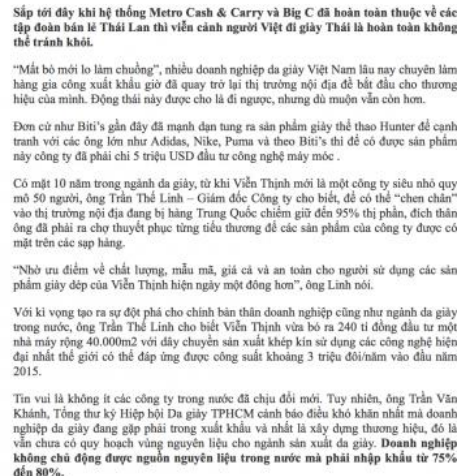 Sắp tới đây khi hệ thống Metro Cash & Carry và Big C đã hoàn toàn thuộc về các
tập đoàn bán lẻ Thái Lan thì viễn cảnh người Việt đi giày Thái là hoàn toàn không
thể tránh khỏi.
“Mất bò mới lo làm chuồng”, nhiều doanh nghiệp da giày Việt Nam lâu nay chuyên làm
hàng gia công xuất khẩu giờ đã quay trở lại thị trường nội địa để bắt đầu cho thương
hiệu của mình. Động thái này được cho là đi ngược, nhưng dù muộn vẫn còn hơn.
Đơn cử như Biti’s gần đây đã mạnh dạn tung ra sản phẩm giày thể thao Hunter để cạnh
tranh với các ông lớn như Adidas, Nike, Puma và theo Biti’s thì để có được sản phẩm
này công ty đã phải chi 5 triệu USD đầu tư công nghệ máy móc .
Có mặt 10 năm trong ngành da giày, từ khi Viễn Thịnh mới là một công ty siêu nhỏ quy
mô 50 người, ông Trần Thế Linh – Giám đốc Công ty cho biết, để có thể “chen chân”
vào thị trường nội địa đang bị hàng Trung Quốc chiếm giữ đến 95% thị phần, đích thân
ông đã phải ra chợ thuyết phục từng tiểu thương để các sản phẩm của công ty được có
mặt trên các sạp hàng.
“Nhờ ưu điểm về chất lượng, mẫu mã, giá cả và an toàn cho người sử dụng các sản
phẩm giày dép của Viễn Thịnh hiện ngày một đông hơn”, ông Linh nói.
Với kì vọng tạo ra sự đột phá cho chính bản thân doanh nghiệp cũng như ngành da giày
trong nước, ông Trần Thế Linh cho biết Viễn Thịnh vừa bỏ ra 240 tỉ đồng đầu tư một
nhà máy rộng 40.000m2 với dây chuyền sản xuất khép kín sử dụng các công nghệ hiện
đại nhất thế giới có thể đáp ứng được công suất khoảng 3 triệu đôi/năm vào đầu năm
2015.
Tin vui là không ít các công ty trong nước đã chịu đổi mới. Tuy nhiên, ông Trần Văn
Khánh, Tổng thư ký Hiệp hội Da giày TPHCM cảnh báo điều khó khăn nhất mà doanh
nghiệp da giày đang gặp phải trong xuất khẩu và nhất là xây dựng thương hiệu, đó là
vẫn chưa có quy hoạch vùng nguyên liệu cho ngành sản xuất da giày. Doanh nghiệp
không chủ động được nguồn nguyên liệu trong nước mà phải nhập khẩu từ 75%
đến 80%.